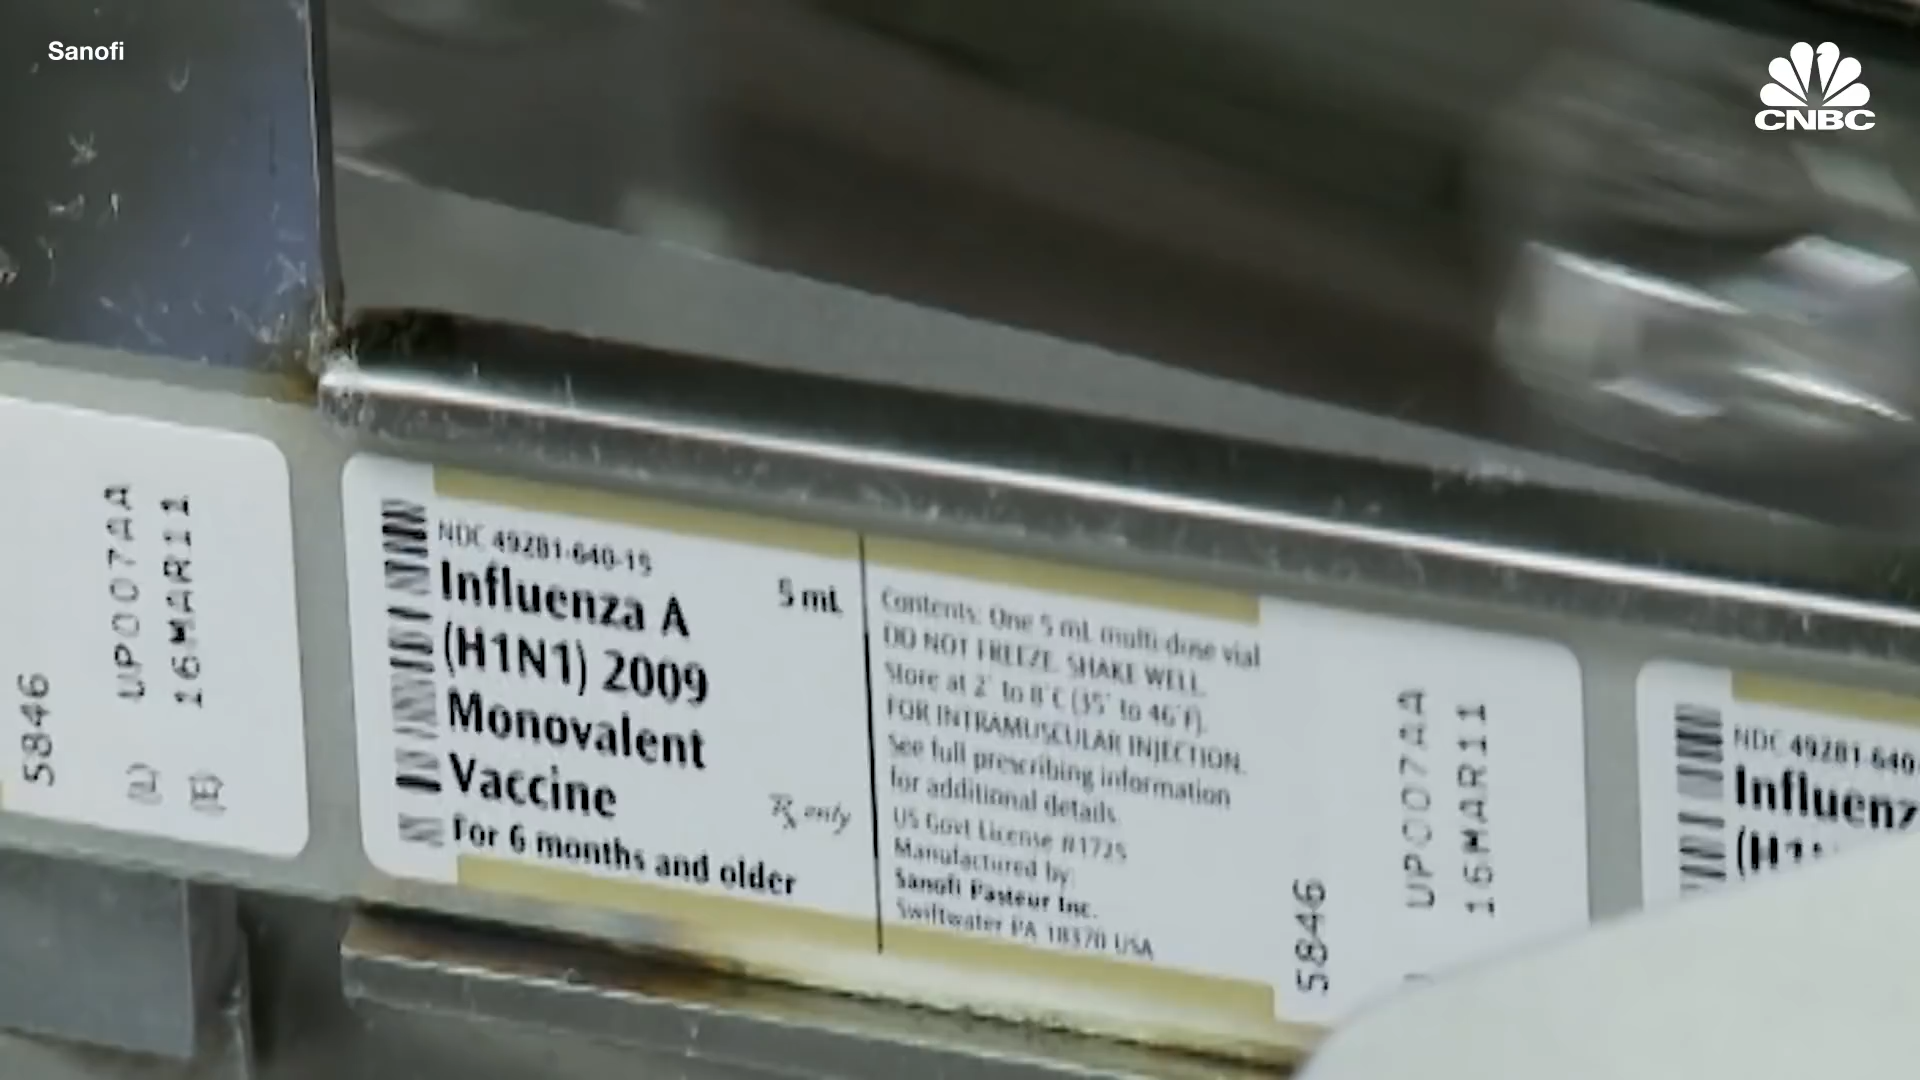 Sanofi
CNBC
5846
UP007AA
16MAR11
(L)
(E)
NDC 49281-640-15
Influenza A
(H1N1) 2009
Monovalent
Vaccine
For 6 months and older
5 mL
Rx only
Contents: One 5 mL multi dose vial
DO NOT FREEZE. SHAKE WELL.
Store at 2° to 8°C (35° to 46°F).
FOR INTRAMUSCULAR INJECTION.
See full prescribing information
for additional details.
US Govt License #1725
Manufactured by:
Sanofi Pasteur Inc.
Swiftwater PA 18370 USA
5846
UP007AA
16MAR11
NDC 49281-640-
Influenz